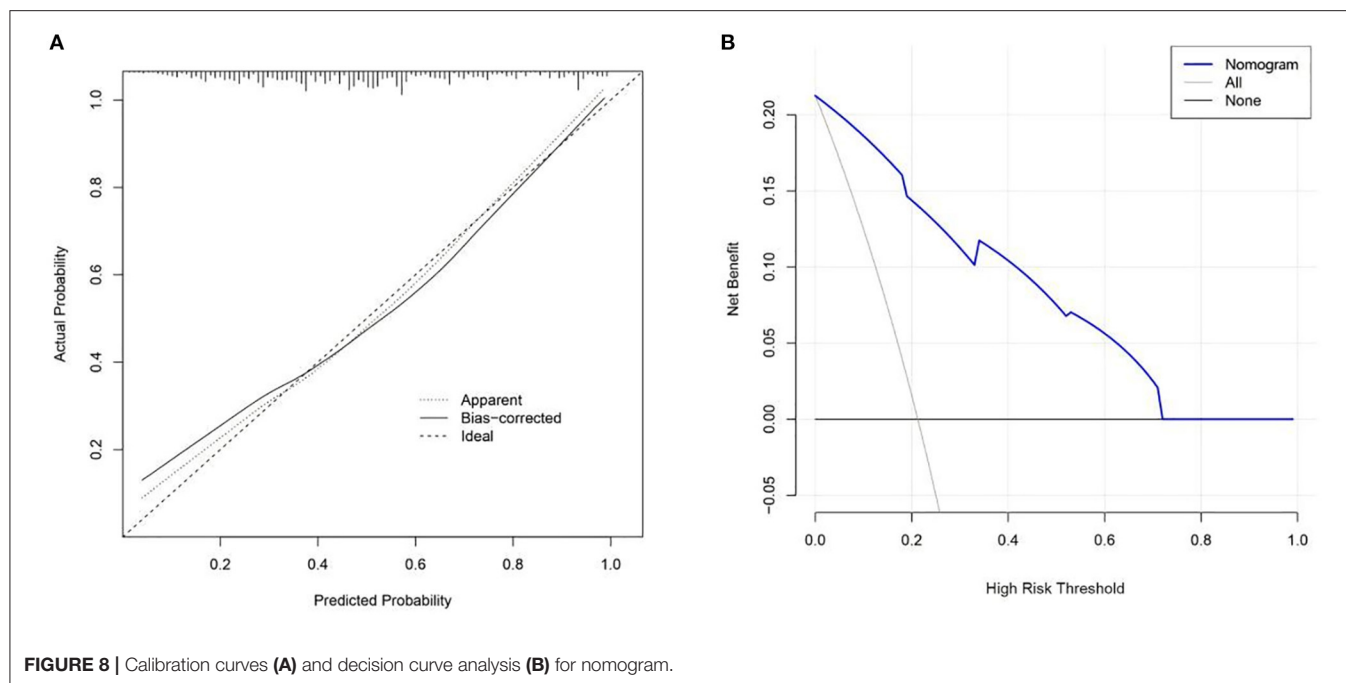 A
1.0
0.8
0.6
0.4
0.2
Actual Probability
Apparent
Bias-corrected
Ideal
0.2 0.4 0.6 0.8 1.0
Predicted Probability
B
Nomogram
All
None
0.20
0.15
0.10
0.05
0.00
−0.05
Net Benefit
0.0 0.2 0.4 0.6 0.8 1.0
High Risk Threshold
FIGURE 8 | Calibration curves (A) and decision curve analysis (B) for nomogram.